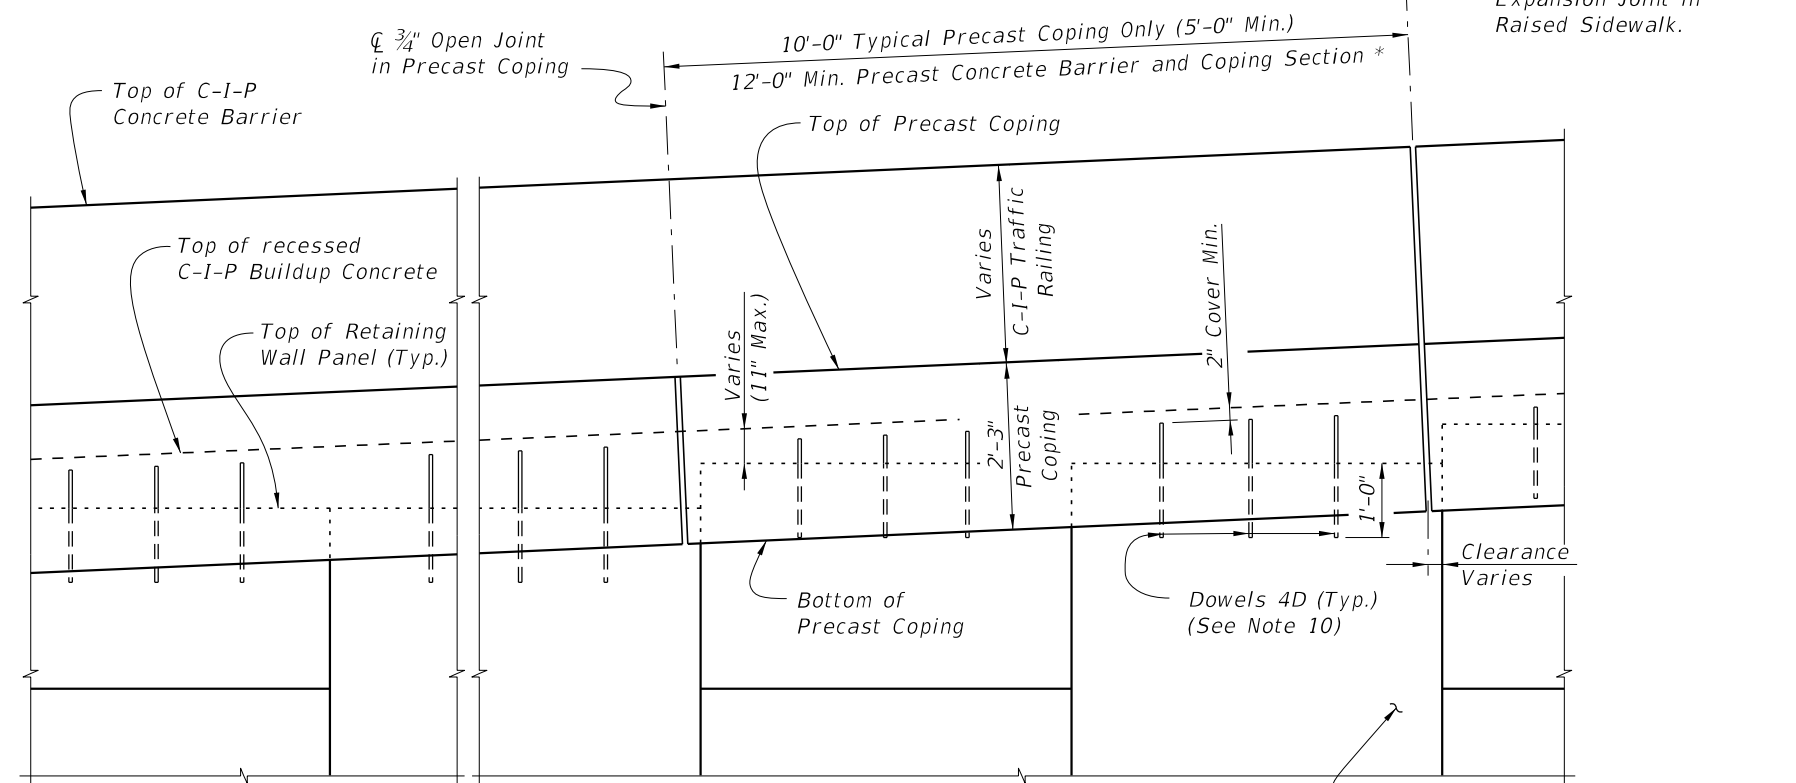 Expansion Joint in
Raised Sidewalk.
℄ ¾" Open Joint
in Precast Coping
10'-0" Typical Precast Coping Only (5'-0" Min.)
12'-0" Min. Precast Concrete Barrier and Coping Section *
Top of C-I-P
Concrete Barrier
Top of Precast Coping
Top of recessed
C-I-P Buildup Concrete
Top of Retaining
Wall Panel (Typ.)
Varies
(11" Max.)
Varies
C-I-P Traffic
Railing
2" Cover Min.
2'-3"
Precast
Coping
1'-0"
Clearance
Varies
Bottom of
Precast Coping
Dowels 4D (Typ.)
(See Note 10)